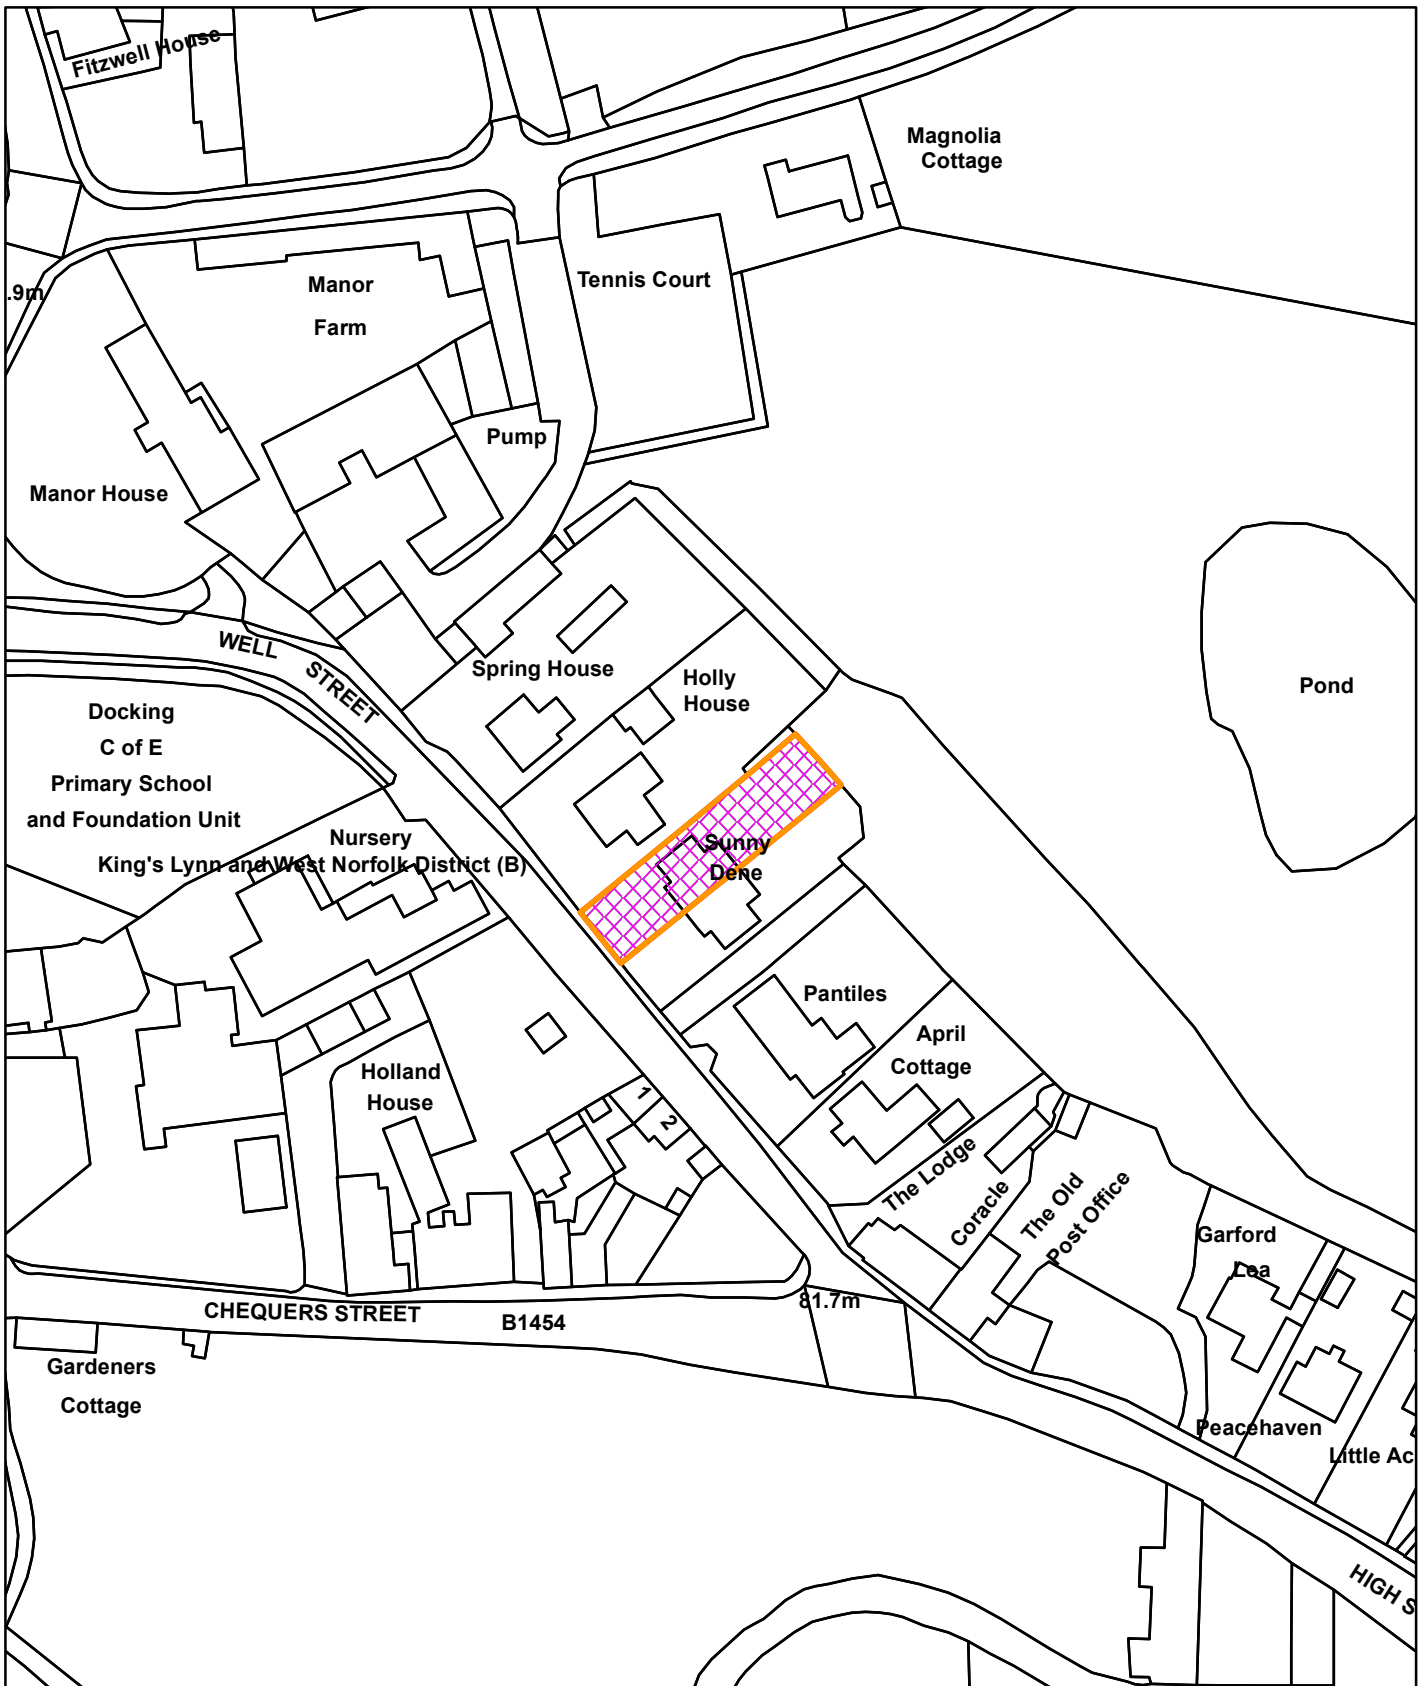 Fitzwell House
Magnolia
Cottage
Manor
Farm
Tennis Court
.9m
Pump
Manor House
WELL STREET
Spring House
Holly
House
Pond
Docking
C of E
Primary School
and Foundation Unit
Nursery
King's Lynn and West Norfolk District (B)
Sunny
Dene
Pantiles
April
Cottage
Holland
House
1
2
The Lodge
Coracle
The Old
Post Office
Garford
Lea
81.7m
CHEQUERS STREET
B1454
Gardeners
Cottage
Peacehaven
Little Ac
HIGH S